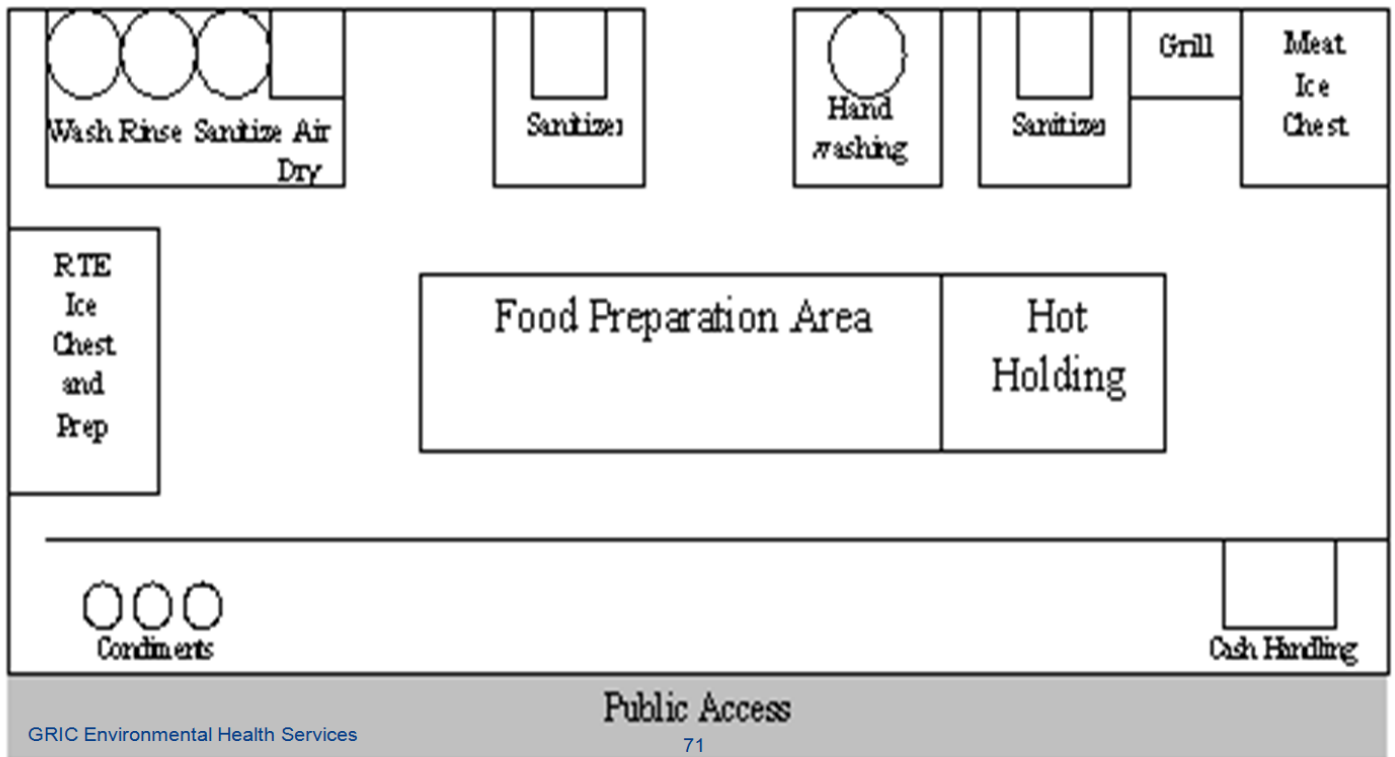 Wash Rinse Sanitize Air
Dry
Sanitizer
Hand
washing
Sanitizer
Grill
Meat
Ice
Chest
RTE
Ice
Chest
and
Prep
Food Preparation Area
Hot
Holding
Condiments
Cash Handling
Public Access
GRIC Environmental Health Services
71